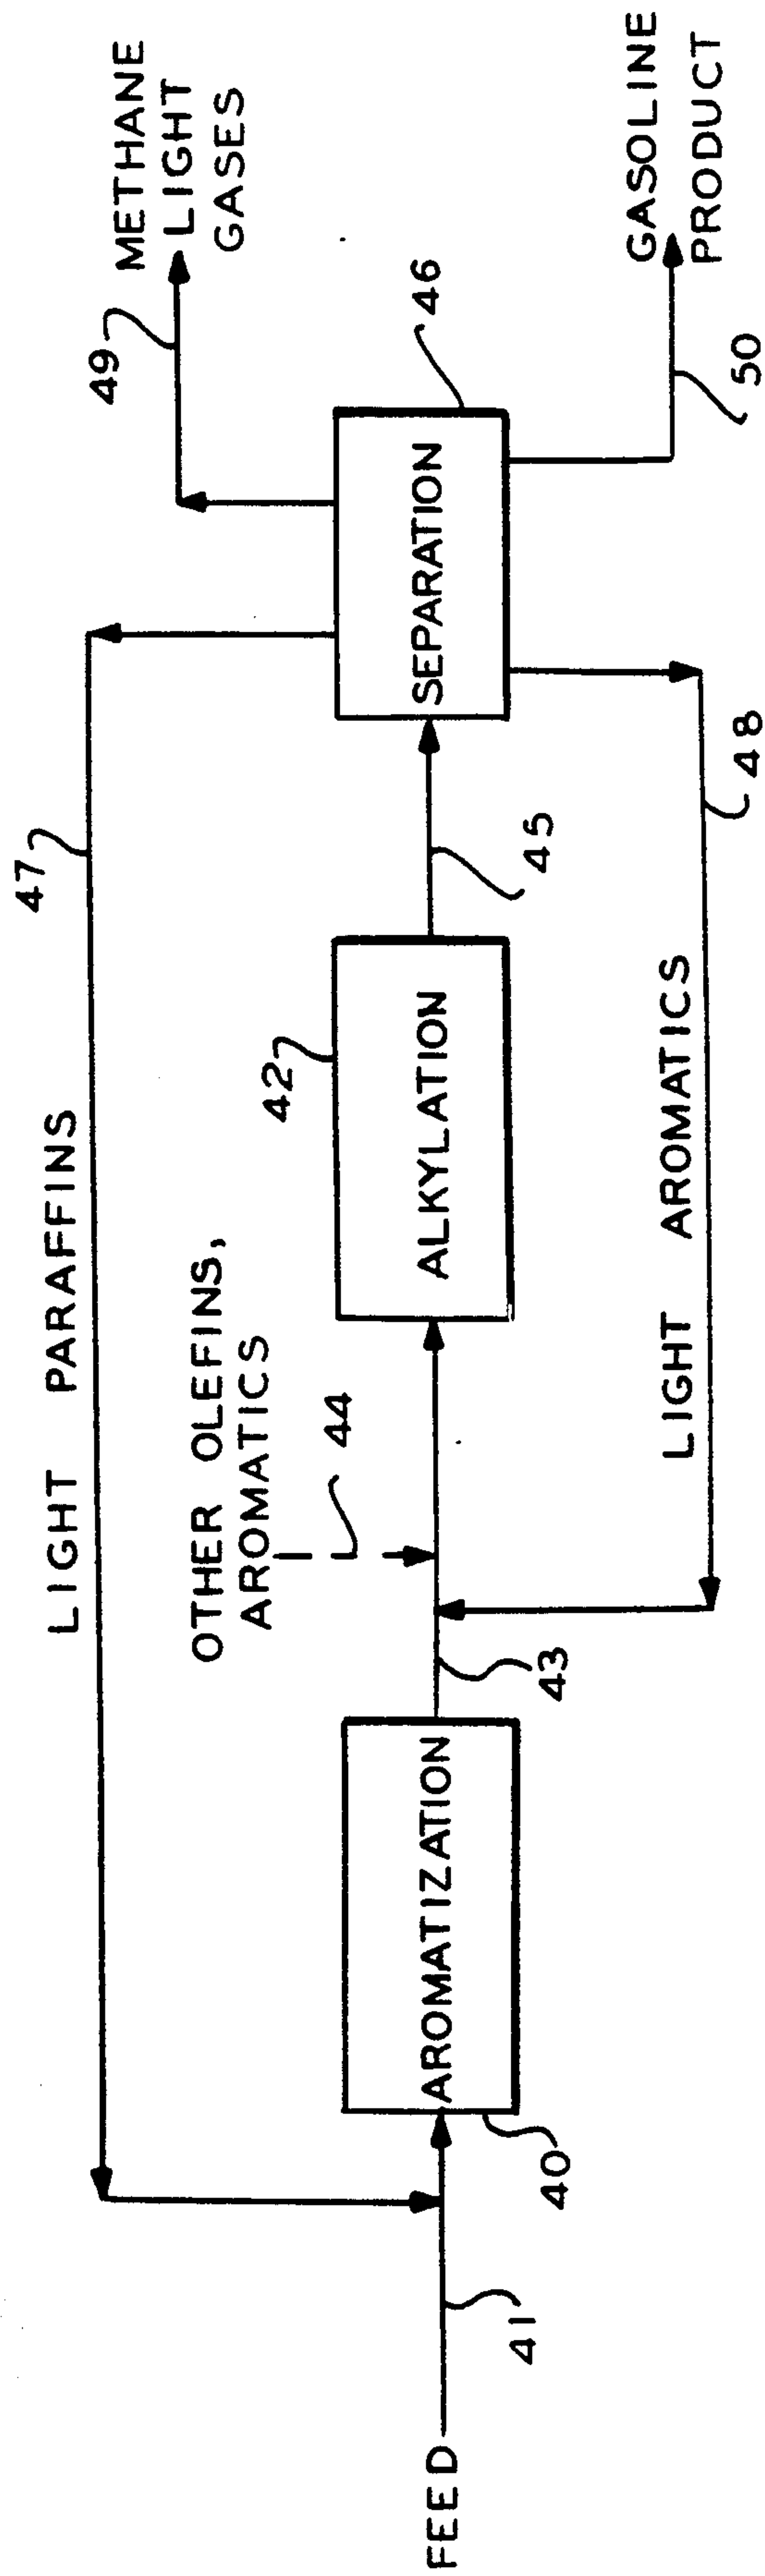 FEED
41
40
AROMATIZATION
43
LIGHT PARAFFINS
47
OTHER OLEFINS,
AROMATICS
44
42
ALKYLATION
45
LIGHT AROMATICS
48
SEPARATION
46
49
METHANE
LIGHT
GASES
50
GASOLINE
PRODUCT